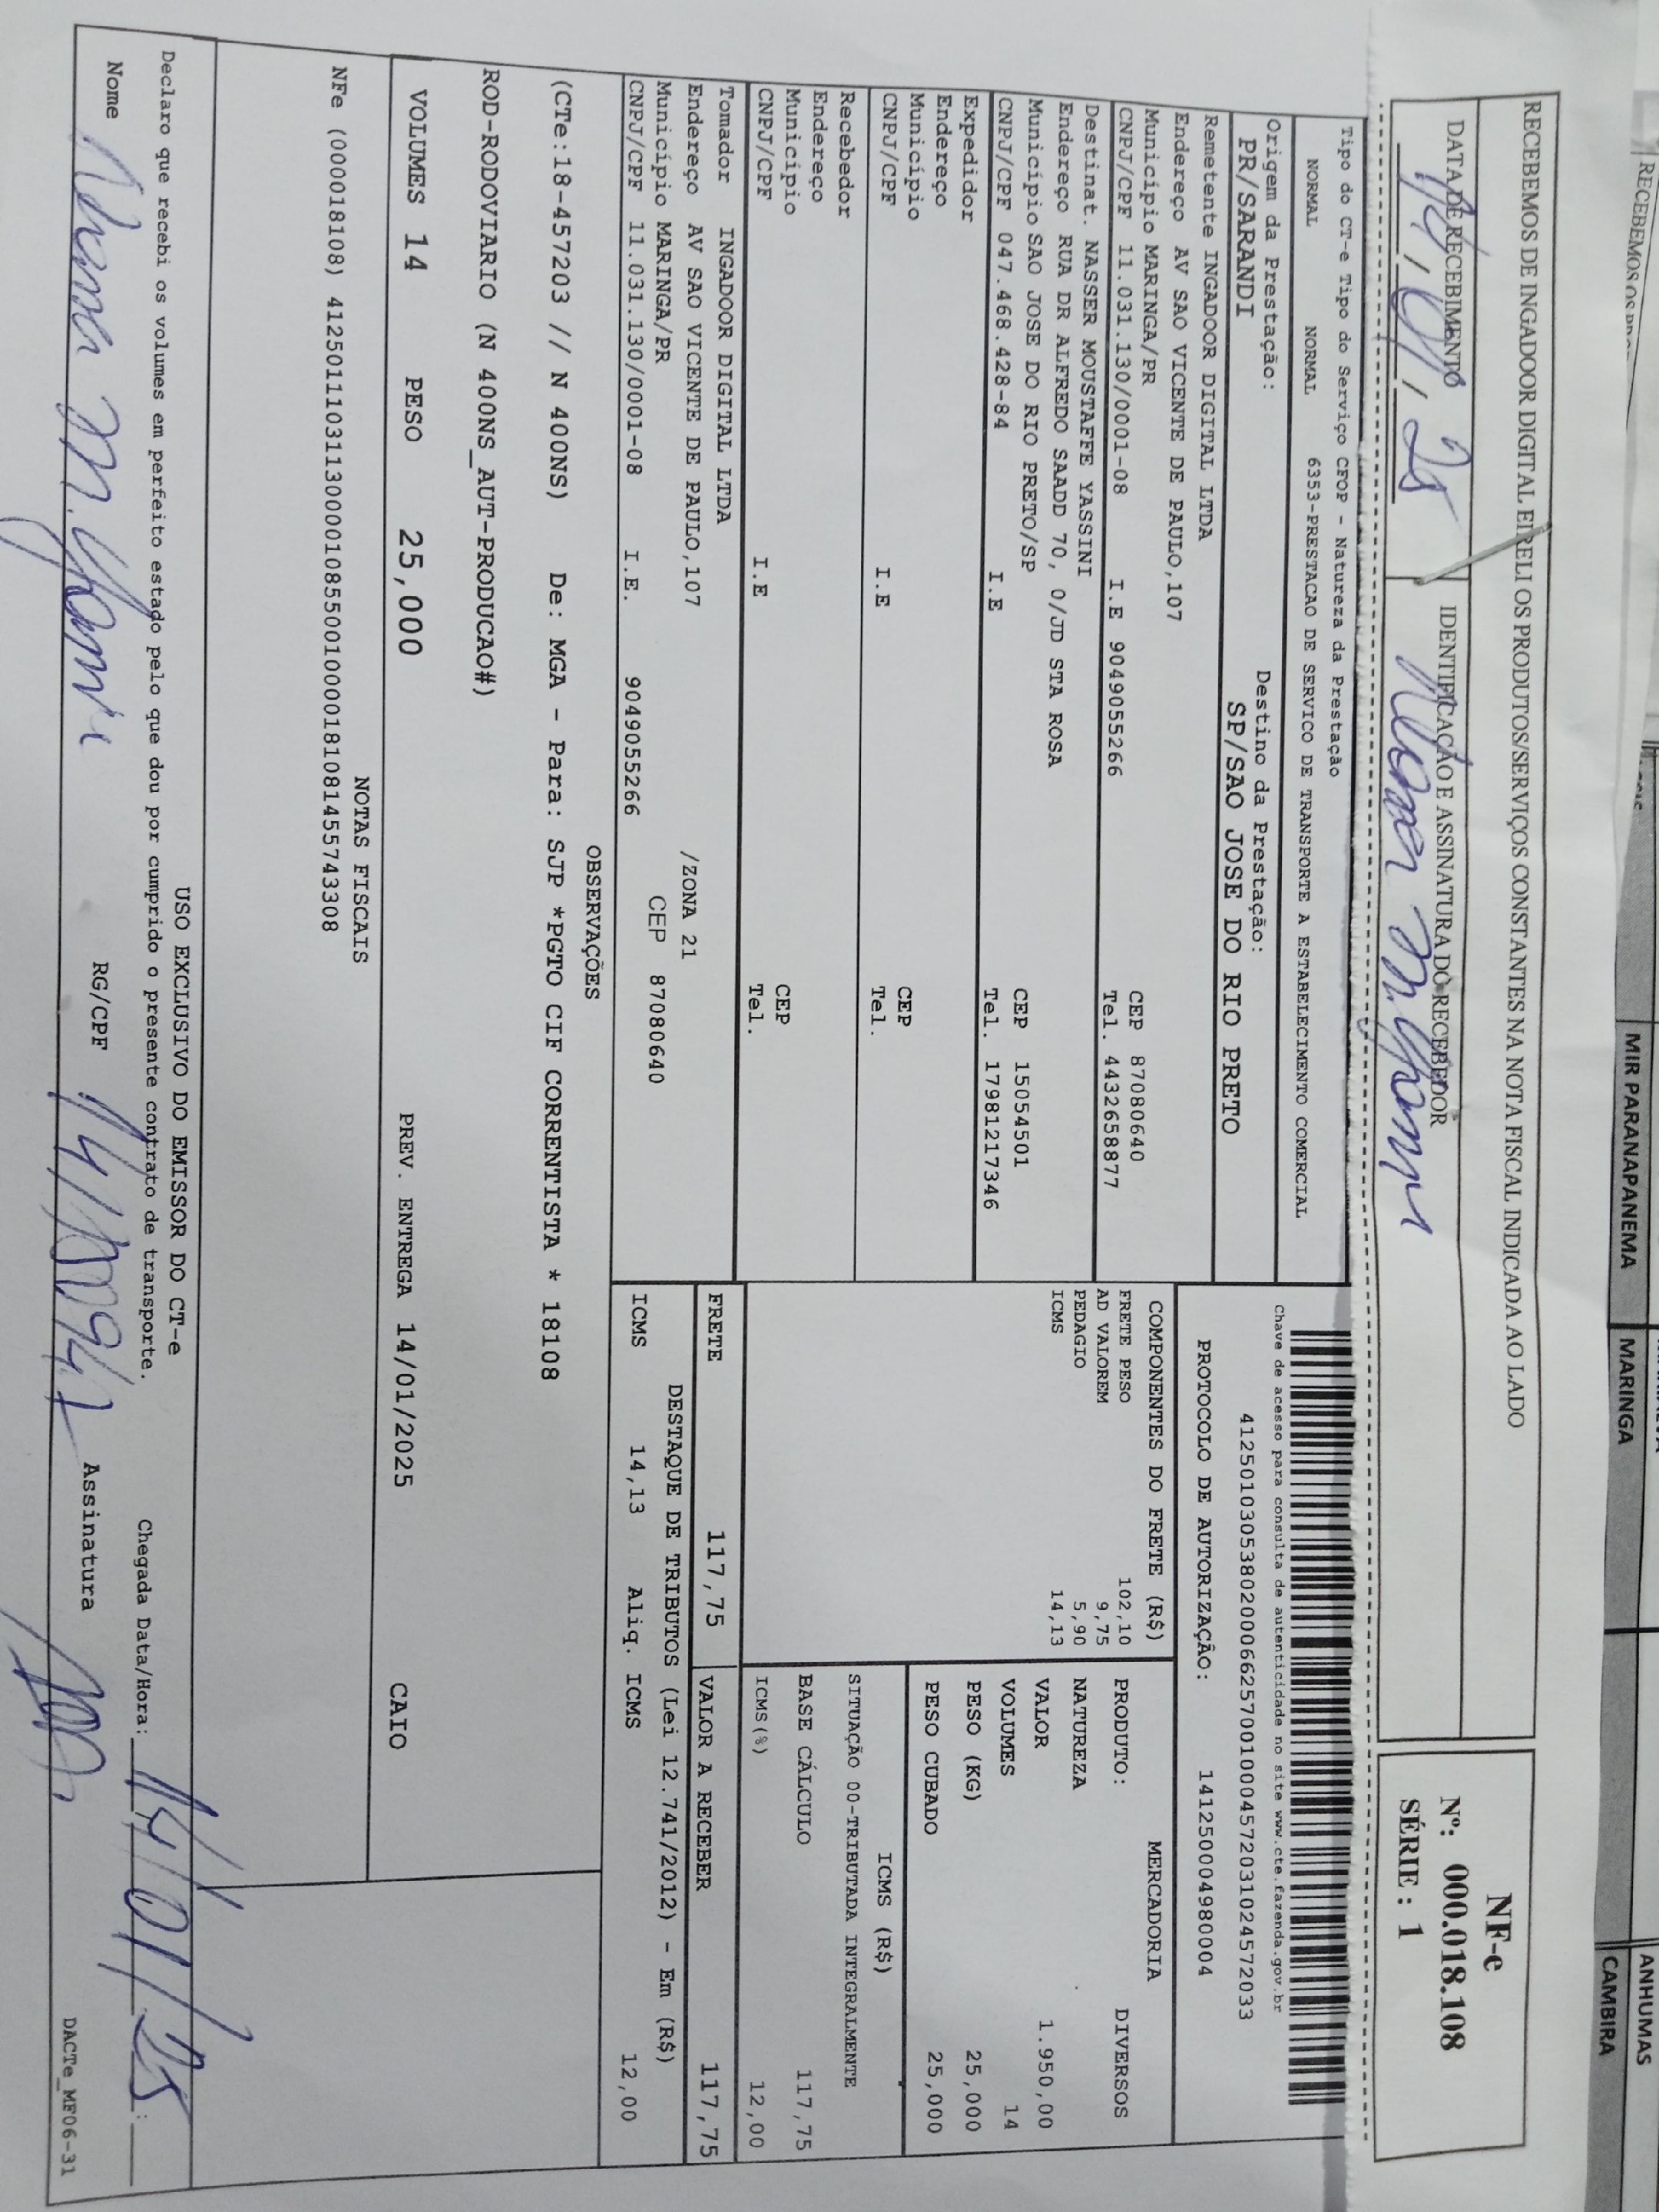 RECEBEMOS OS
MIR PARANAPANEMA
MARINGA
ANHUMAS
CAMBIRA
RECEBEMOS DE INGADOOR DIGITAL EIRELI OS PRODUTOS/SERVIÇOS CONSTANTES NA NOTA FISCAL INDICADA AO LADO
DATA DE RECEBIMENTO
14/01/25
IDENTIFICAÇÃO E ASSINATURA DO RECEBEDOR
NF-e
Nº: 000.018.108
SÉRIE : 1
Tipo do CT-e Tipo do Serviço CFOP - Natureza da Prestação
NORMAL NORMAL 6353-PRESTACAO DE SERVICO DE TRANSPORTE A ESTABELECIMENTO COMERCIAL
Origem da Prestação: Destino da Prestação:
PR/SARANDI SP/SAO JOSE DO RIO PRETO
Chave de acesso para consulta de autenticidade no site www.cte.fazenda.gov.br
41250103053802000662570010004572031024572033
PROTOCOLO DE AUTORIZAÇÃO: 141250004980004
Remetente INGADOOR DIGITAL LTDA
Endereço AV SAO VICENTE DE PAULO,107
Município MARINGA/PR CEP 87080640
CNPJ/CPF 11.031.130/0001-08 I.E 9049055266 Tel. 4432658877
Destinat. NASSER MOUSTAFFE YASSINI
Endereço RUA DR ALFREDO SAADD 70, 0/JD STA ROSA
Município SAO JOSE DO RIO PRETO/SP CEP 15054501
CNPJ/CPF 047.468.428-84 I.E Tel. 17981217346
Expedidor
Endereço
Município CEP
CNPJ/CPF I.E Tel.
Recebedor
Endereço
Município CEP
CNPJ/CPF I.E Tel.
Tomador INGADOOR DIGITAL LTDA
Endereço AV SAO VICENTE DE PAULO,107 /ZONA 21
Município MARINGA/PR CEP 87080640
CNPJ/CPF 11.031.130/0001-08 I.E. 9049055266
COMPONENTES DO FRETE (R$)
FRETE PESO 102,10
AD VALOREM 9,75
PEDAGIO 5,90
ICMS 14,13
MERCADORIA
PRODUTO: DIVERSOS
NATUREZA
VALOR 1.950,00
VOLUMES 14
PESO (KG) 25,000
PESO CUBADO 25,000
ICMS (R$)
SITUAÇÃO 00-TRIBUTADA INTEGRALMENTE
BASE CÁLCULO 117,75
ICMS(%) 12,00
FRETE 117,75 VALOR A RECEBER 117,75
DESTAQUE DE TRIBUTOS (Lei 12.741/2012) - Em (R$)
ICMS 14,13 Aliq. ICMS 12,00
OBSERVAÇÕES
(CTe:18-457203 // N 400NS) De: MGA - Para: SJP *PGTO CIF CORRENTISTA * 18108
ROD-RODOVIARIO (N 400NS_AUT-PRODUCAO#)
VOLUMES 14 PESO 25,000 PREV. ENTREGA 14/01/2025 CAIO
NOTAS FISCAIS
NFe (000018108) 41250111031130000108550010000181081455743308
USO EXCLUSIVO DO EMISSOR DO CT-e
Declaro que recebi os volumes em perfeito estado pelo que dou por cumprido o presente contrato de transporte.
Chegada Data/Hora: 14/01/25 :
Nome RG/CPF Assinatura
DACTe_MF06-31